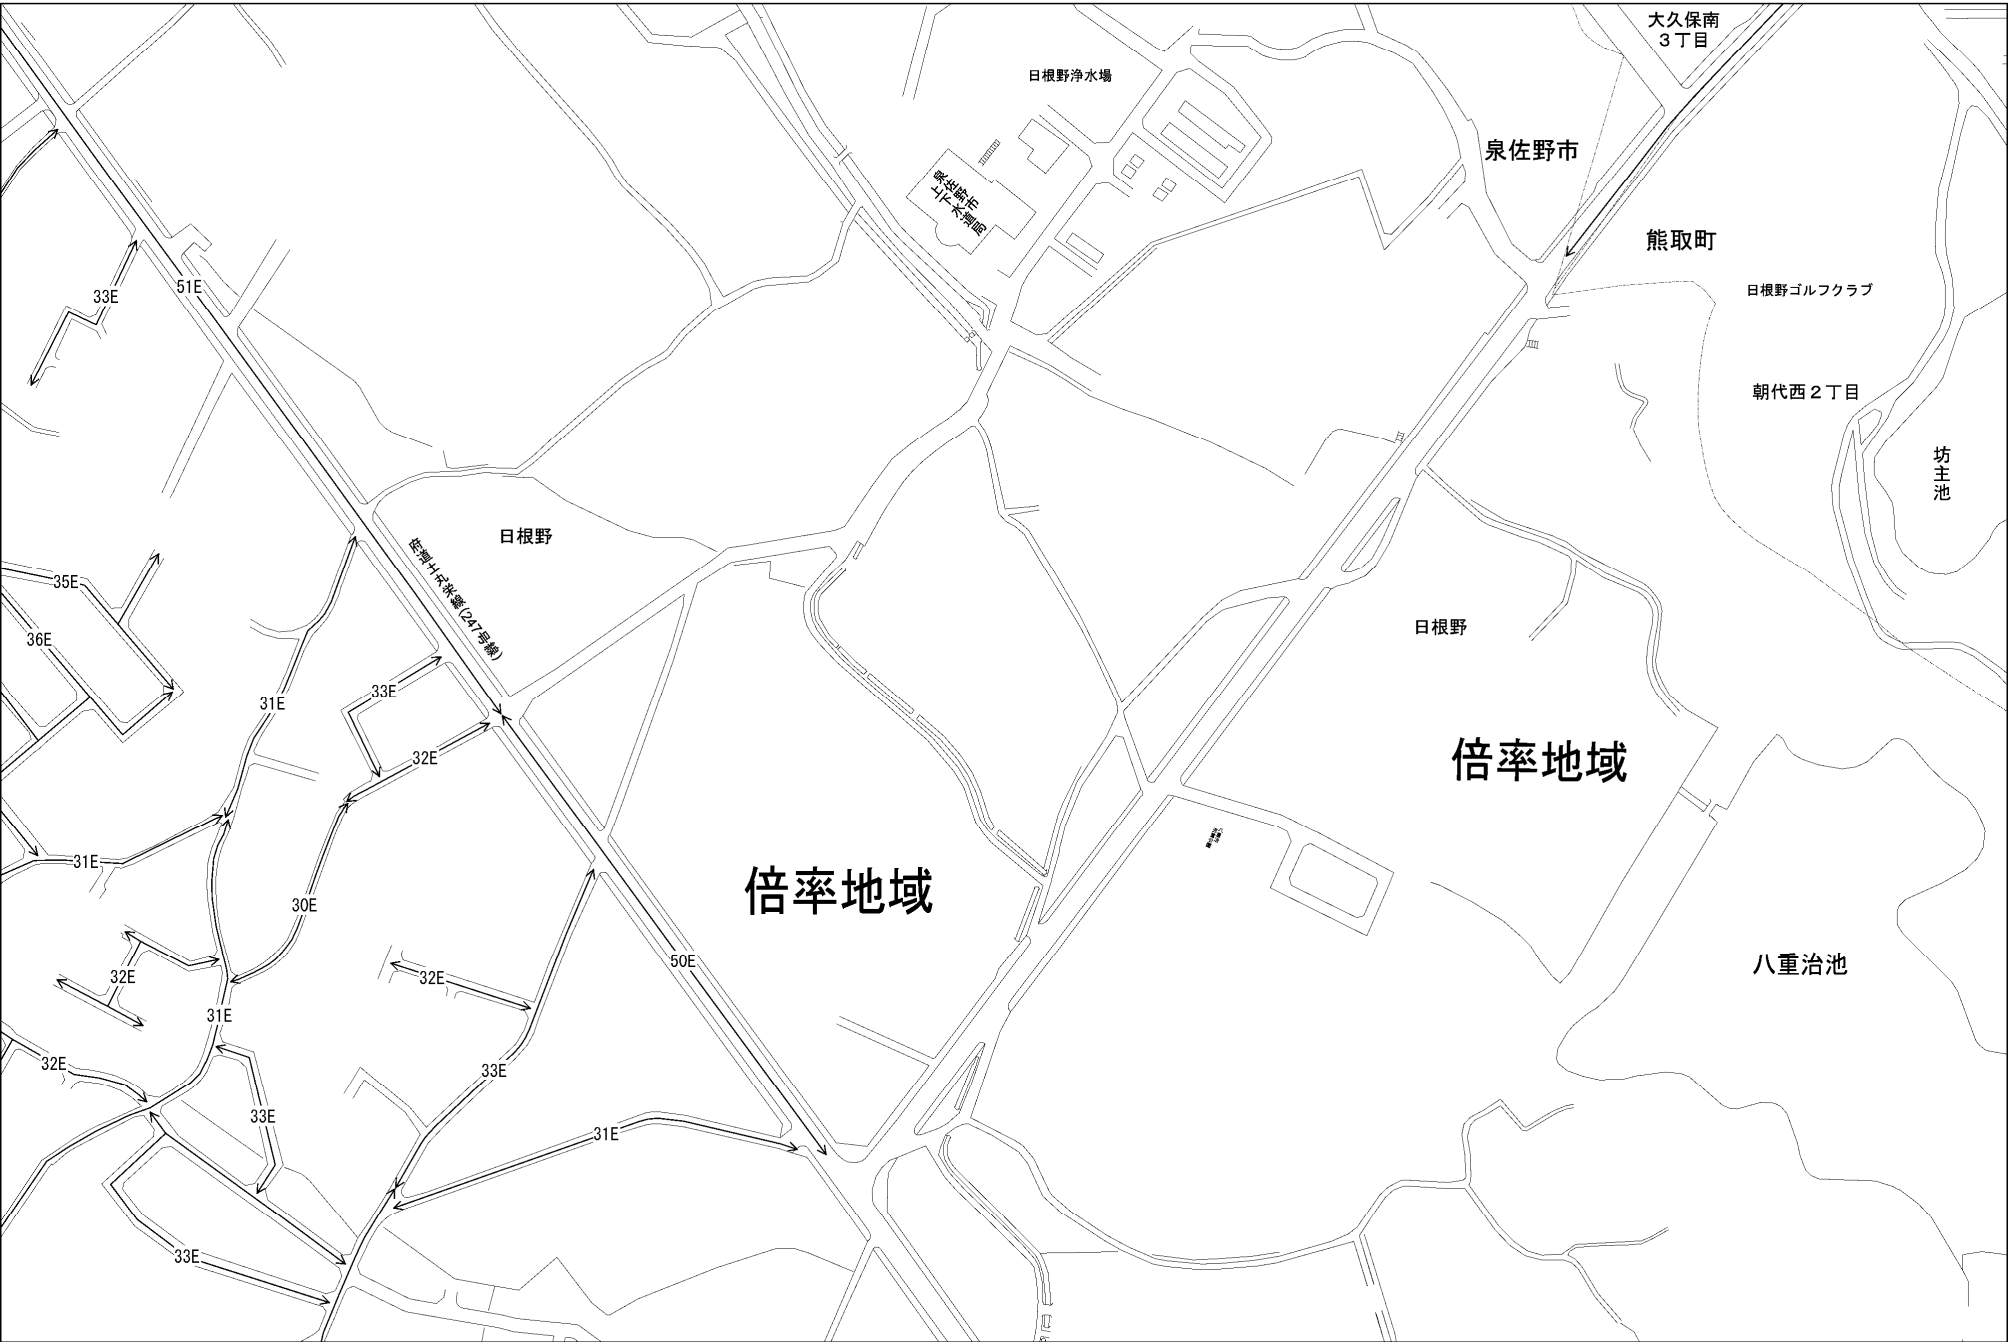 大久保南
３丁目
日根野浄水場
泉佐野市
泉佐野市
上下水道局
熊取町
51E
日根野ゴルフクラブ
33E
朝代西２丁目
坊主池
日根野
府道土丸栄線(247号線)
35E
日根野
36E
33E
31E
32E
倍率地域
31E
倍率地域
30E
50E
八重治池
32E
32E
31E
32E
33E
33E
31E
33E